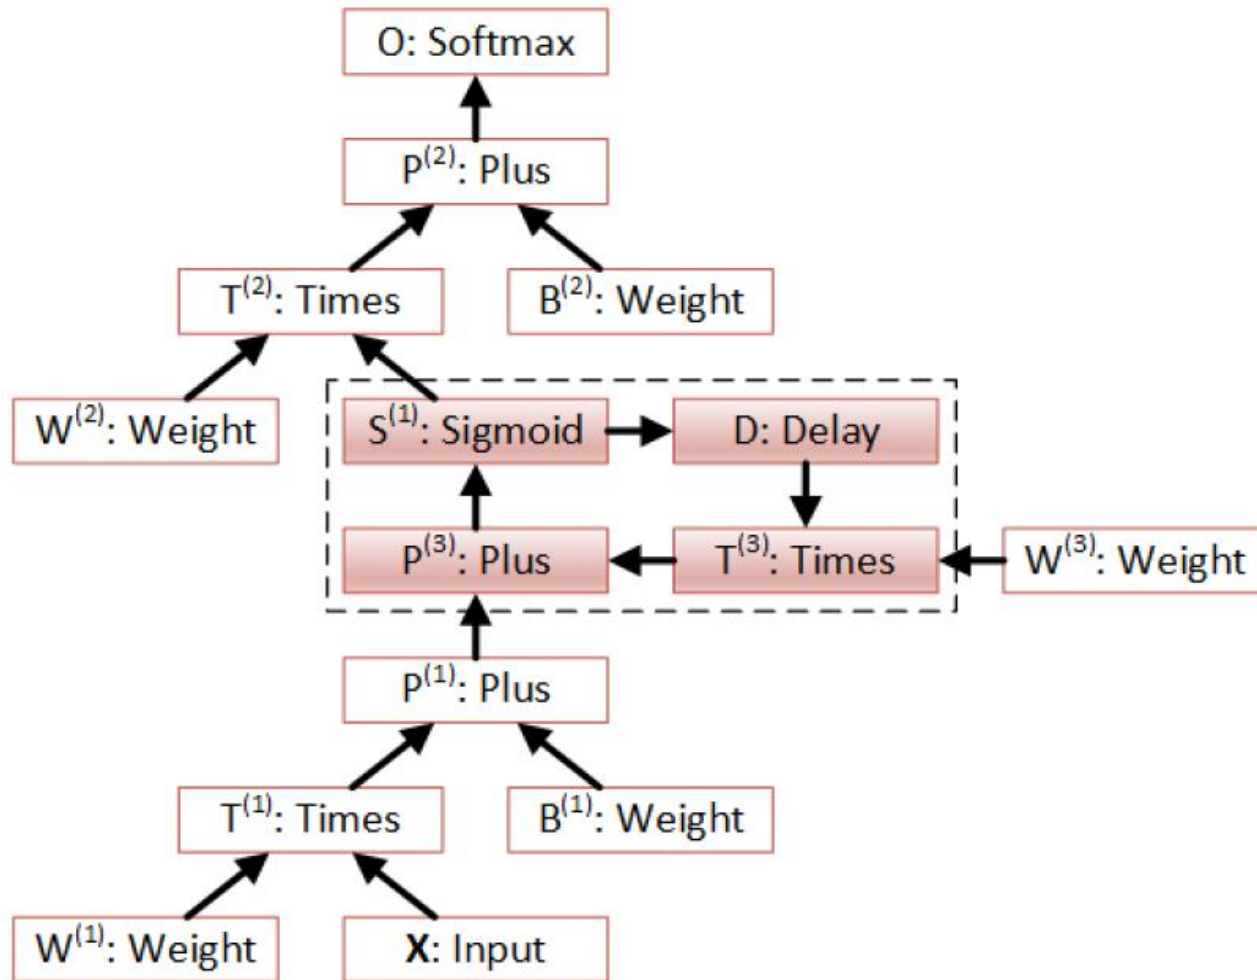 O: Softmax
P(2): Plus
T(2): Times
B(2): Weight
W(2): Weight
S(1): Sigmoid
D: Delay
P(3): Plus
T(3): Times
W(3): Weight
P(1): Plus
T(1): Times
B(1): Weight
W(1): Weight
X: Input